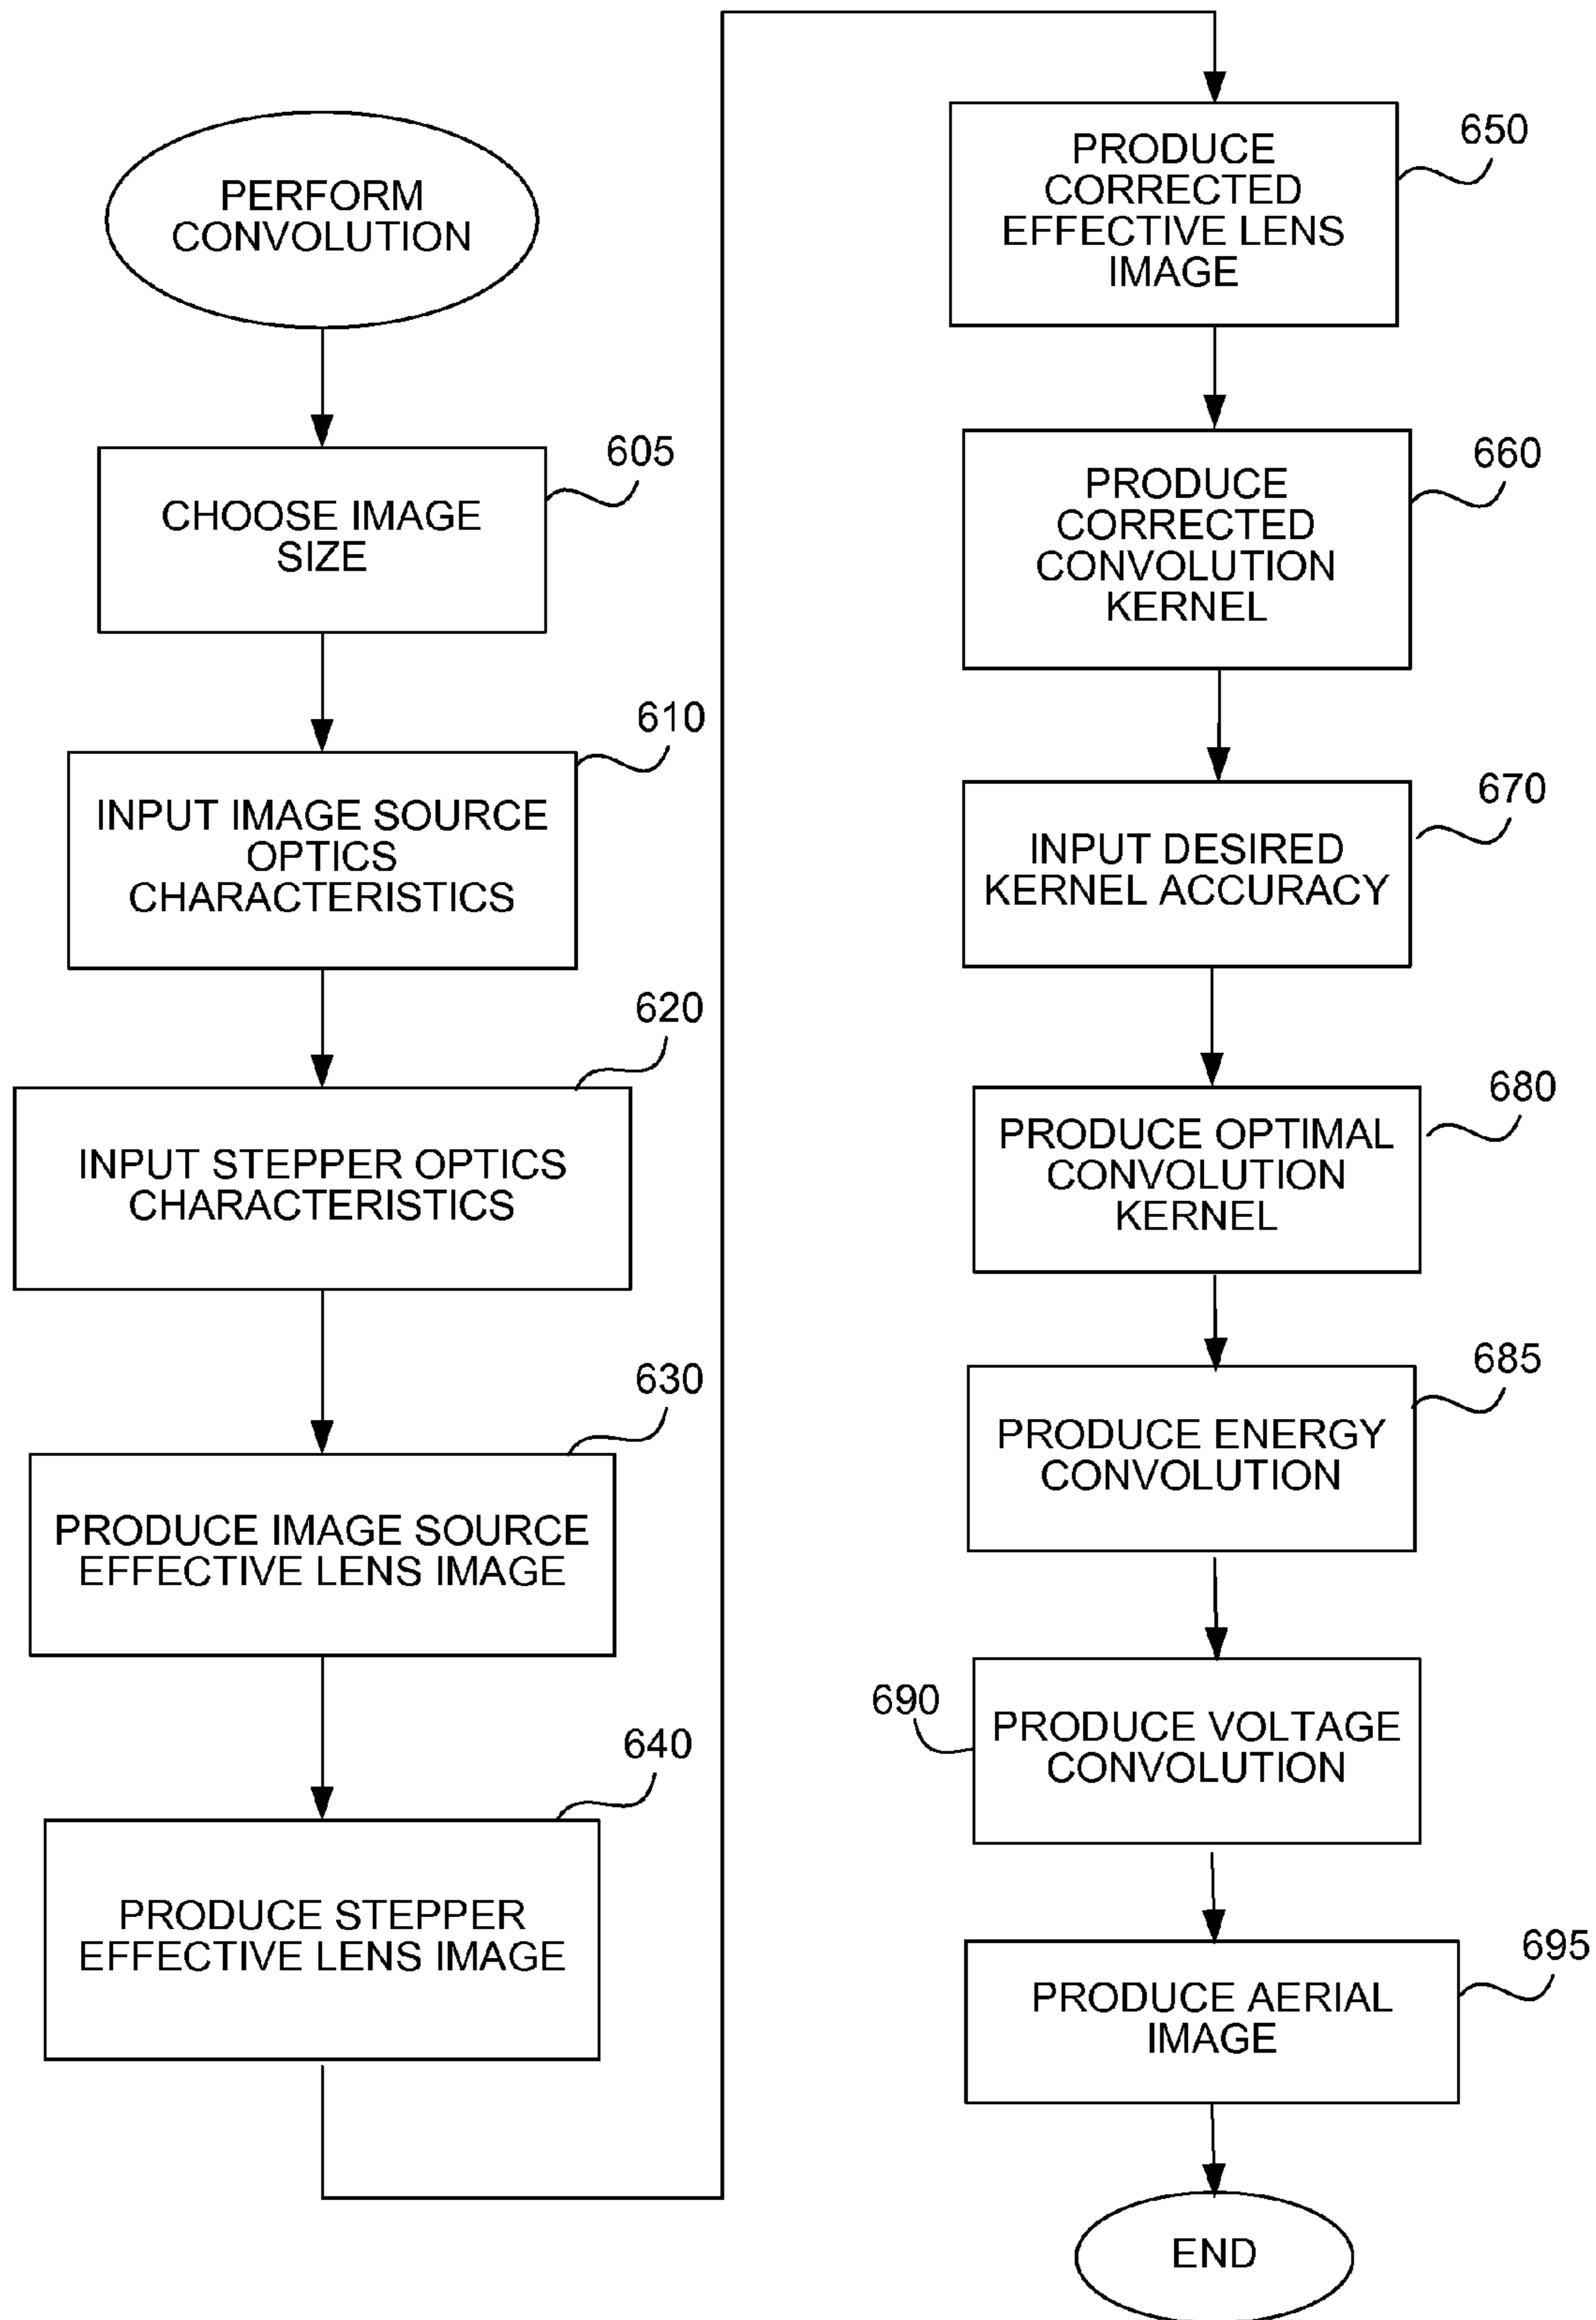 PERFORM
CONVOLUTION
605
CHOOSE IMAGE
SIZE
610
INPUT IMAGE SOURCE
OPTICS
CHARACTERISTICS
620
INPUT STEPPER OPTICS
CHARACTERISTICS
630
PRODUCE IMAGE SOURCE
EFFECTIVE LENS IMAGE
640
PRODUCE STEPPER
EFFECTIVE LENS IMAGE
650
PRODUCE
CORRECTED
EFFECTIVE LENS
IMAGE
660
PRODUCE
CORRECTED
CONVOLUTION
KERNEL
670
INPUT DESIRED
KERNEL ACCURACY
680
PRODUCE OPTIMAL
CONVOLUTION
KERNEL
685
PRODUCE ENERGY
CONVOLUTION
690
PRODUCE VOLTAGE
CONVOLUTION
695
PRODUCE AERIAL
IMAGE
END